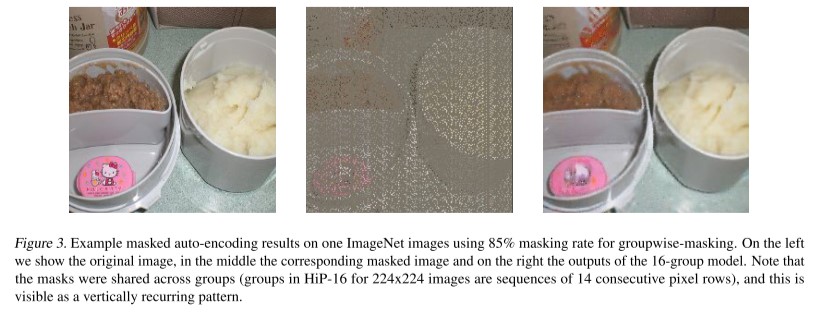 ss
h Jar
Figure 3. Example masked auto-encoding results on one ImageNet images using 85% masking rate for groupwise-masking. On the left
we show the original image, in the middle the corresponding masked image and on the right the outputs of the 16-group model. Note that
the masks were shared across groups (groups in HiP-16 for 224x224 images are sequences of 14 consecutive pixel rows), and this is
visible as a vertically recurring pattern.